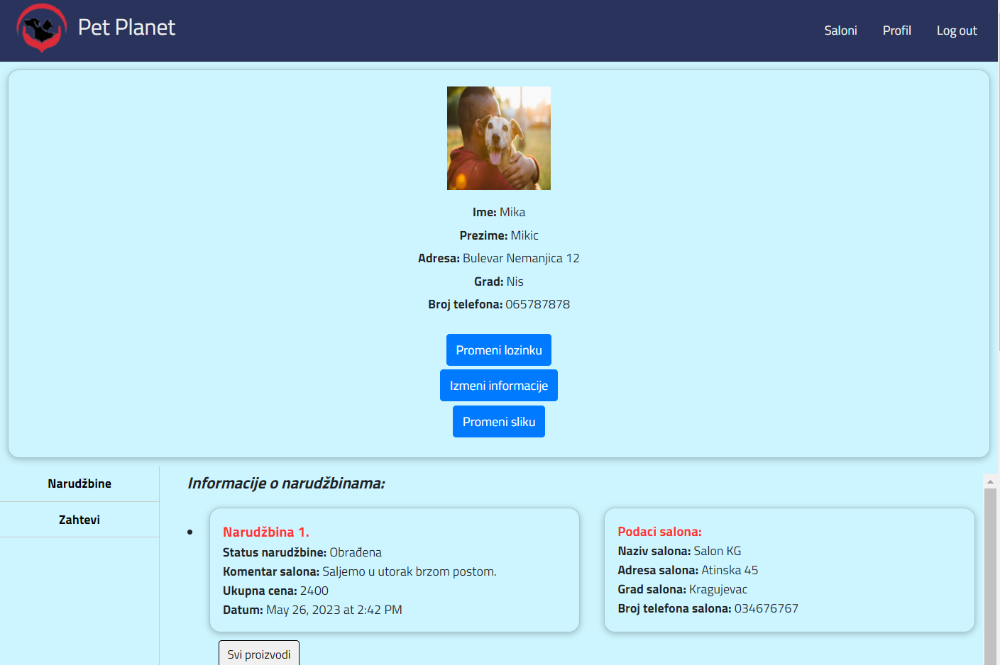 Pet Planet
Saloni Profil Log out
Ime: Mika
Prezime: Mikic
Adresa: Bulevar Nemanjica 12
Grad: Nis
Broj telefona: 065787878
Promeni lozinku
Izmeni informacije
Promeni sliku
Narudžbine
Zahtevi
Informacije o narudžbinama:
Narudžbina 1.
Status narudžbine: Obrađena
Komentar salona: Saljemo u utorak brzom postom.
Ukupna cena: 2400
Datum: May 26, 2023 at 2:42 PM
Podaci salona:
Naziv salona: Salon KG
Adresa salona: Atinska 45
Grad salona: Kragujevac
Broj telefona salona: 034676767
Svi proizvodi